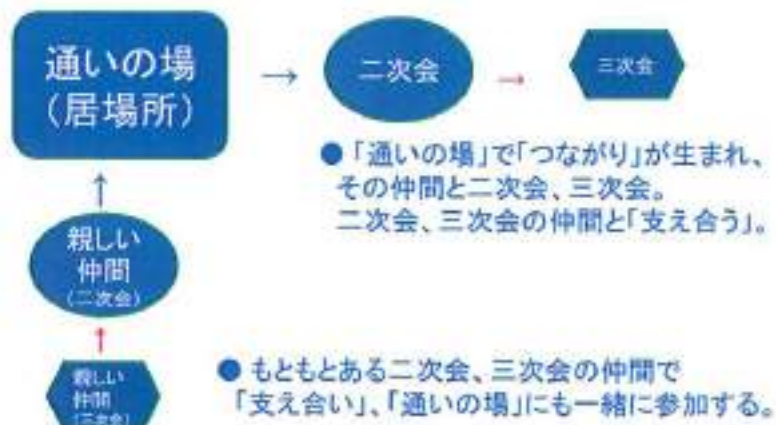 通いの場
(居場所)
→
二次会
→
三次会
●「通いの場」で「つながり」が生まれ、
その仲間と二次会、三次会。
二次会、三次会の仲間と「支え合う」。
↑
親しい
仲間
(二次会)
↑
親しい
仲間
(三次会)
● もともとある二次会、三次会の仲間で
「支え合い」、「通いの場」にも一緒に参加する。